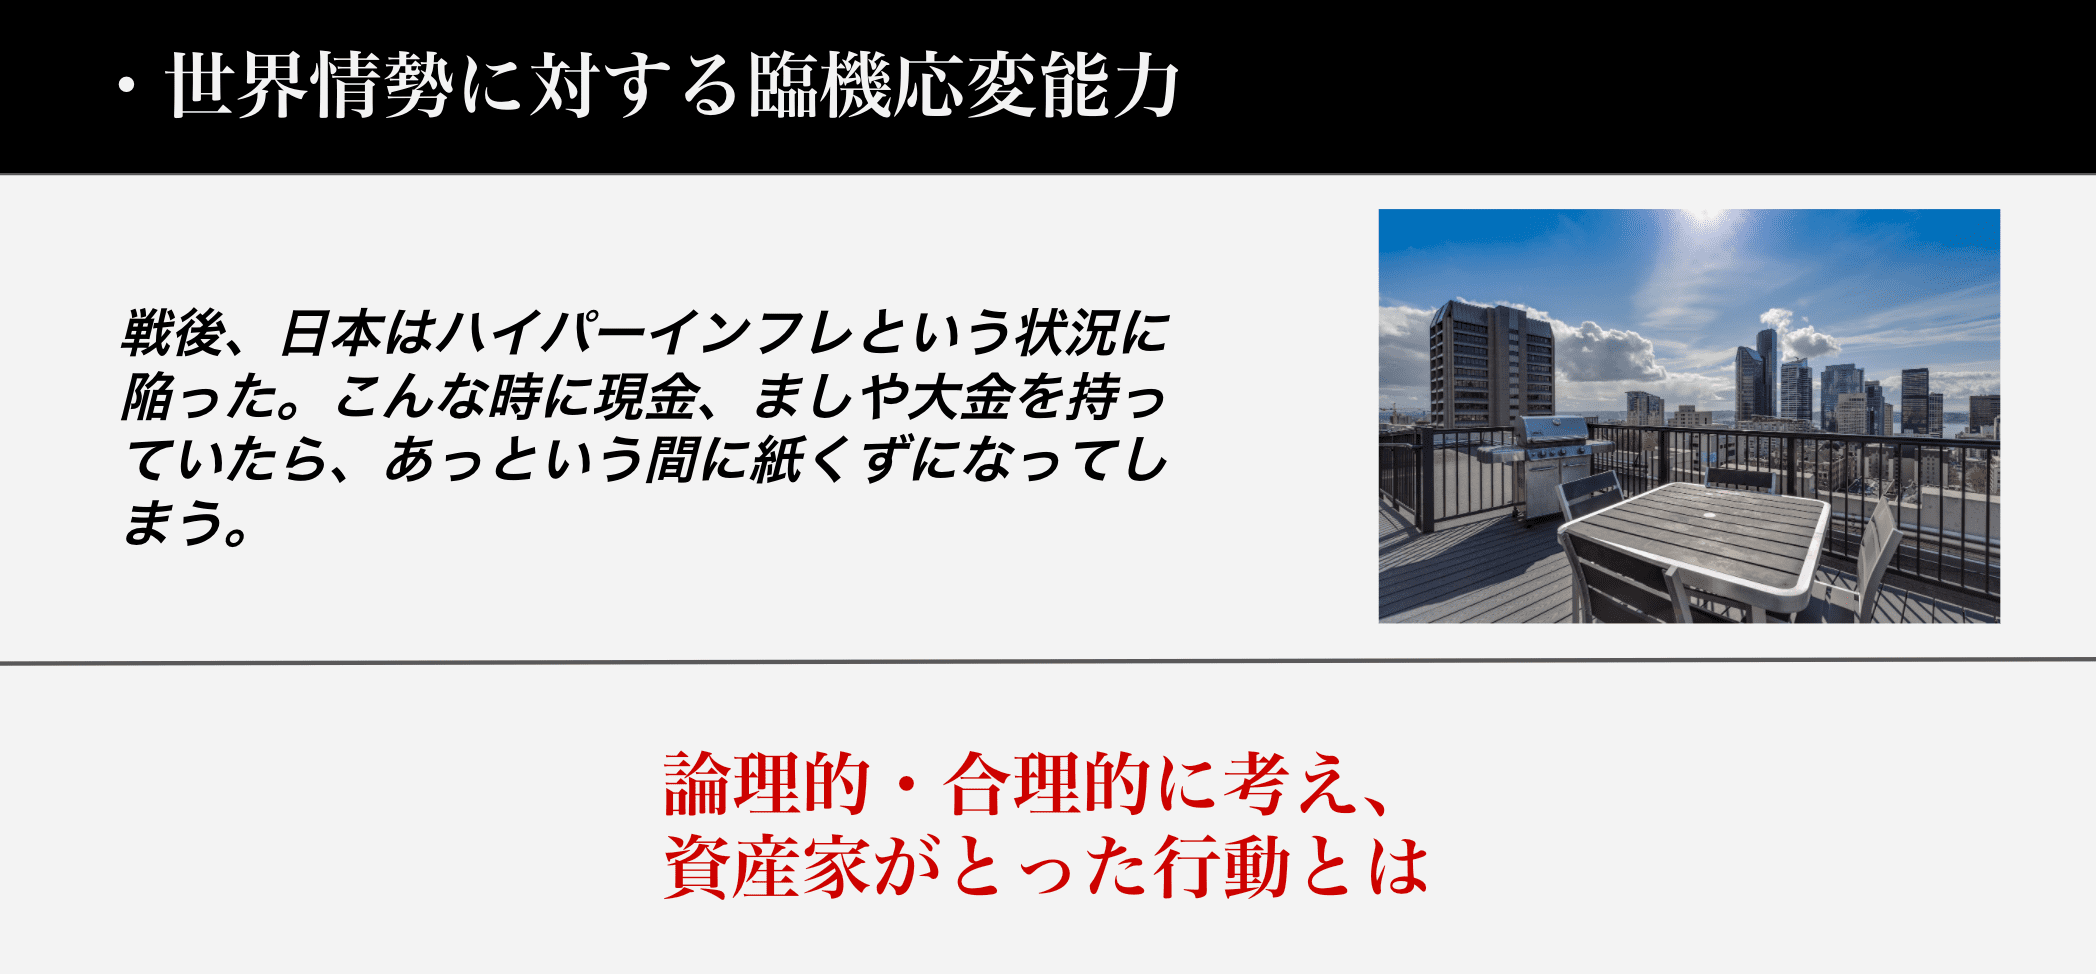 ・世界情勢に対する臨機応変能力
戦後、日本はハイパーインフレという状況に
陥った。こんな時に現金、ましや大金を持っ
ていたら、あっという間に紙くずになってし
まう。
論理的・合理的に考え、
資産家がとった行動とは